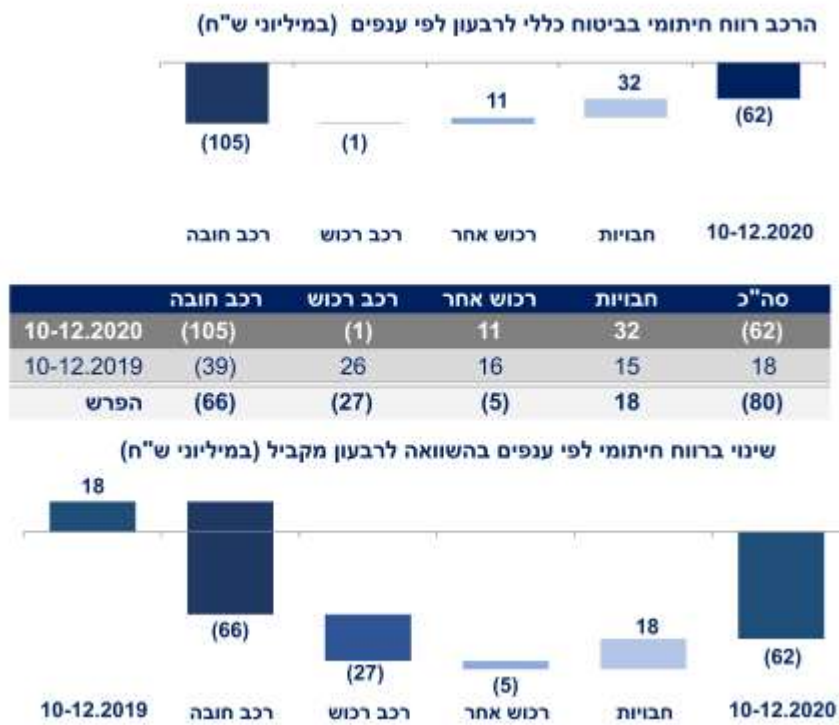 הרכב רווח חיתומי בביטוח כללי לרבעון לפי ענפים (במיליוני ש"ח)
32
11
(62)
(105) (1)
רכב חובה רכב רכוש רכוש אחר חבויות 10-12.2020
רכב חובה רכב רכוש רכוש אחר חבויות סה"כ
10-12.2020 (105) (1) 11 32 (62)
10-12.2019 (39) 26 16 15 18
הפרש (66) (27) (5) 18 (80)
שינוי ברווח חיתומי לפי ענפים בהשוואה לרבעון מקביל (במיליוני ש"ח)
18
(66) 18
(27) (5) (62)
10-12.2019 רכב חובה רכב רכוש רכוש אחר חבויות 10-12.2020